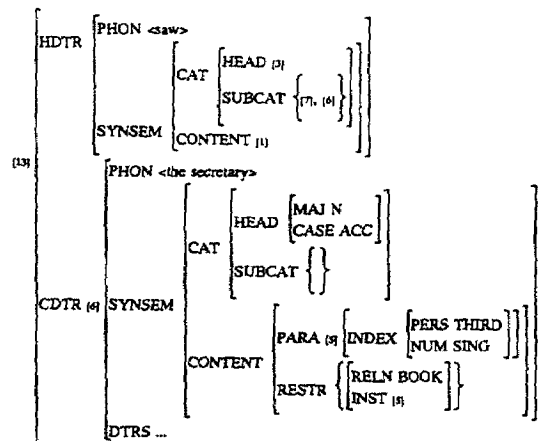 PHON <saw>
HDTR
HEAD [3]
CAT
SUBCAT {[7], [6]}
SYNSEM
CONTENT [1]
[13]
PHON <the secretary>
MAJ N
HEAD
CASE ACC
CAT
SUBCAT { }
CDTR [6] SYNSEM
PERS THIRD
PARA [5] INDEX
NUM SING
CONTENT
RELN BOOK
RESTR
INST [5]
DTRS ...